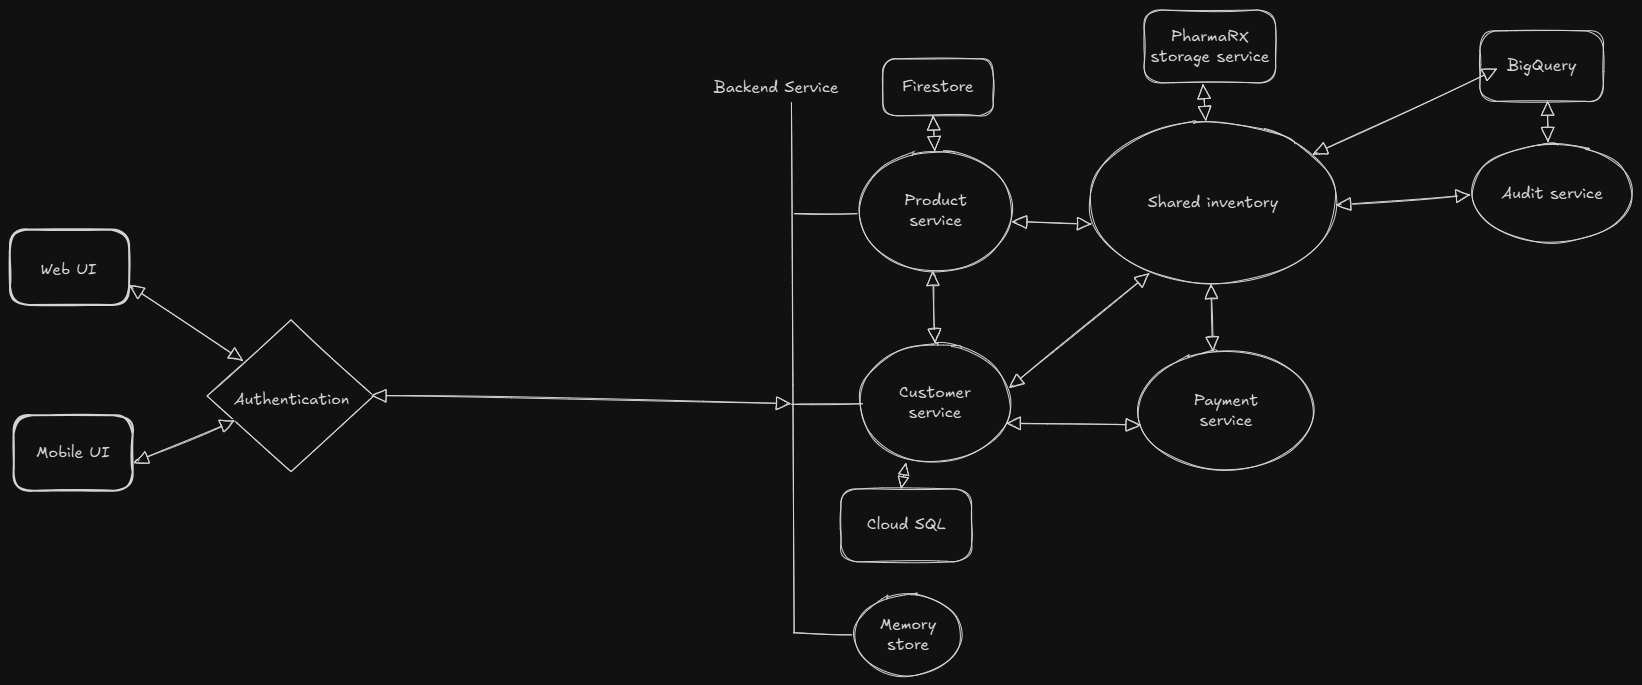 PharmaRX
storage service
BigQuery
Backend Service
Firestore
Product
service
Shared inventory
Audit service
Web UI
Authentication
Customer
service
Payment
service
Mobile UI
Cloud SQL
Memory
store